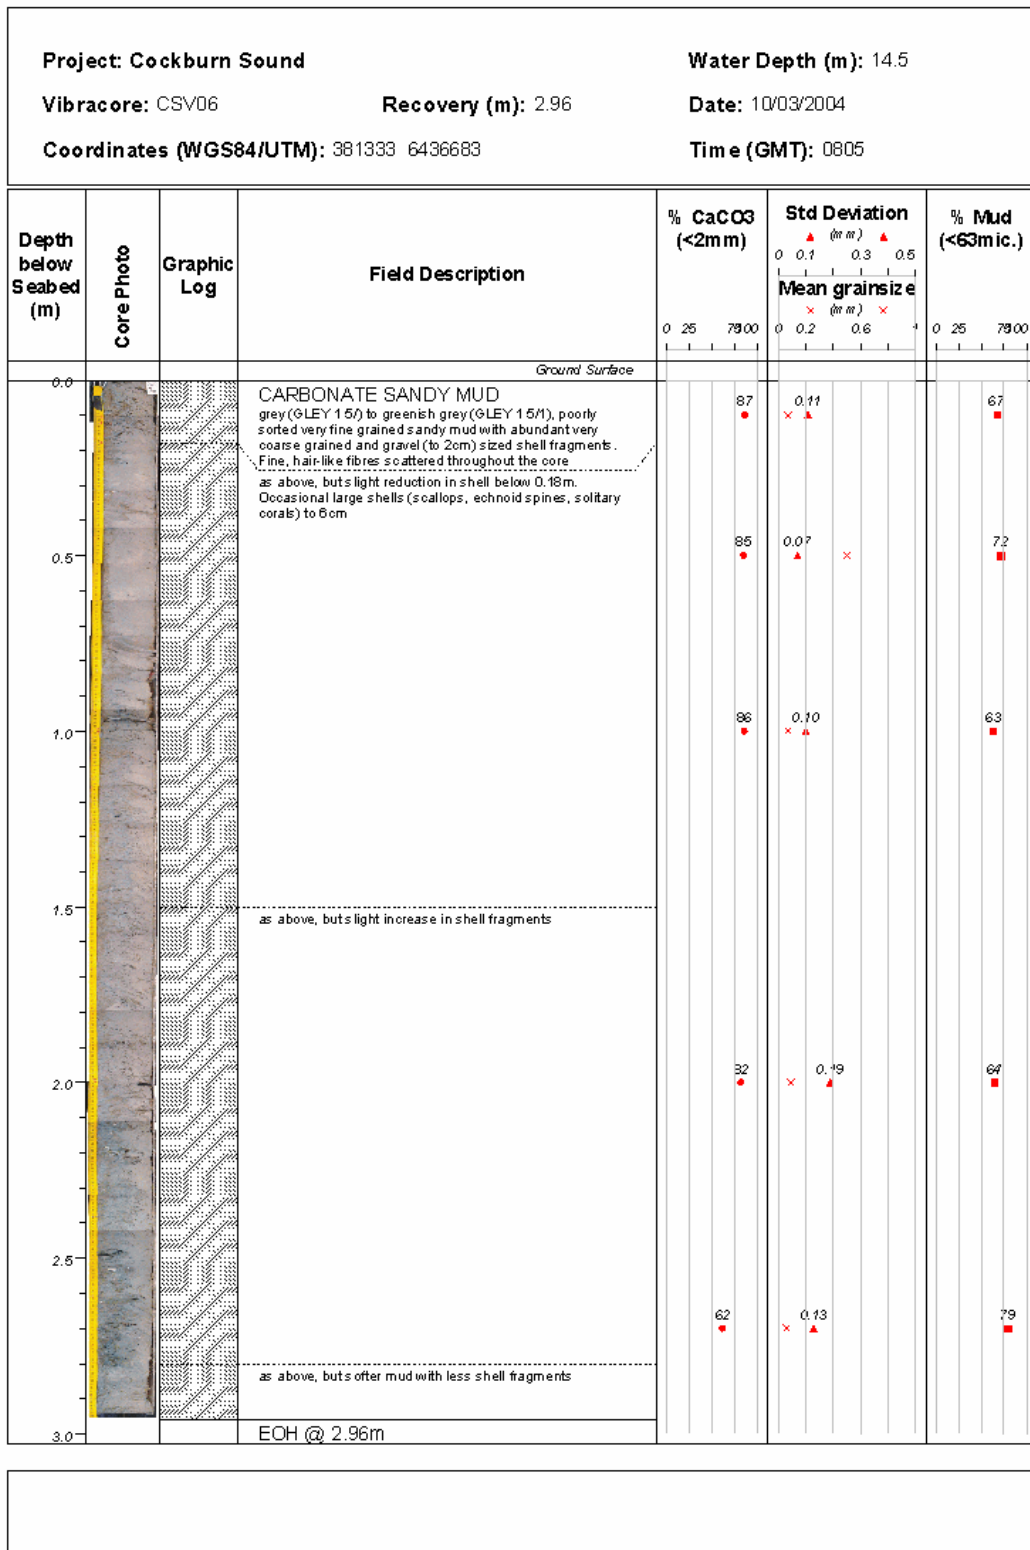 Project: Cockburn Sound
Water Depth (m): 14.5
Vibracore: CSV06
Recovery (m): 2.96
Date: 10/03/2004
Coordinates (WGS84/UTM): 381333 6436683
Time (GMT): 0805
Depth
below
Seabed
(m)
Core Photo
Graphic
Log
Field Description
% CaCO3
(<2mm)
0 25 75 100
Std Deviation
(mm)
0 0.1 0.3 0.5
Mean grainsize
(mm)
0 0.2 0.6 1
% Mud
(<63mic.)
0 25 75 100
Ground Surface
0.0
CARBONATE SANDY MUD
grey (GLEY 1 5/) to greenish grey (GLEY 1 5/1), poorly
sorted very fine grained sandy mud with abundant very
coarse grained and gravel (to 2cm) sized shell fragments.
Fine, hair-like fibres scattered throughout the core
87 0.11 67
as above, but slight reduction in shell below 0.18m.
Occasional large shells (scallops, echnoid spines, solitary
corals) to 6cm
0.5
85 0.07 72
1.0
86 0.10 63
1.5
as above, but slight increase in shell fragments
2.0
82 0.19 64
2.5
62 0.13 79
as above, but softer mud with less shell fragments
3.0
EOH @ 2.96m